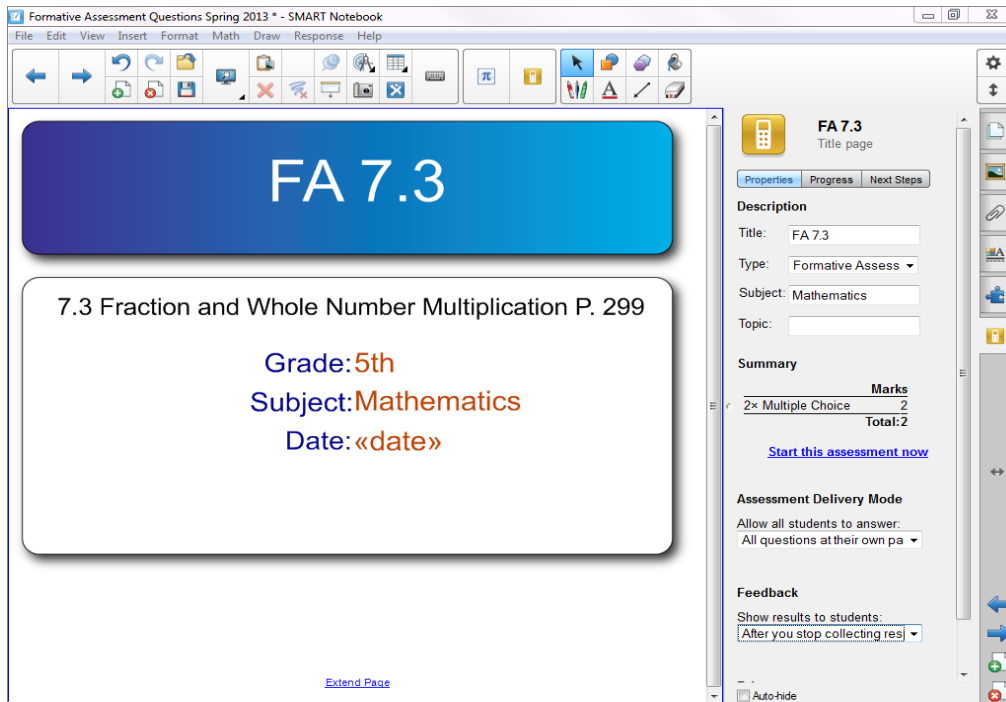 Formative Assessment Questions Spring 2013 * - SMART Notebook
File Edit View Insert Format Math Draw Response Help
π
A
FA 7.3
7.3 Fraction and Whole Number Multiplication P. 299
Grade: 5th
Subject: Mathematics
Date: «date»
Extend Page
FA 7.3
Title page
Properties Progress Next Steps
Description
Title: FA 7.3
Type: Formative Assess
Subject: Mathematics
Topic:
Summary
Marks
2× Multiple Choice 2
Total:2
Start this assessment now
Assessment Delivery Mode
Allow all students to answer:
All questions at their own pa
Feedback
Show results to students:
After you stop collecting res
Auto-hide